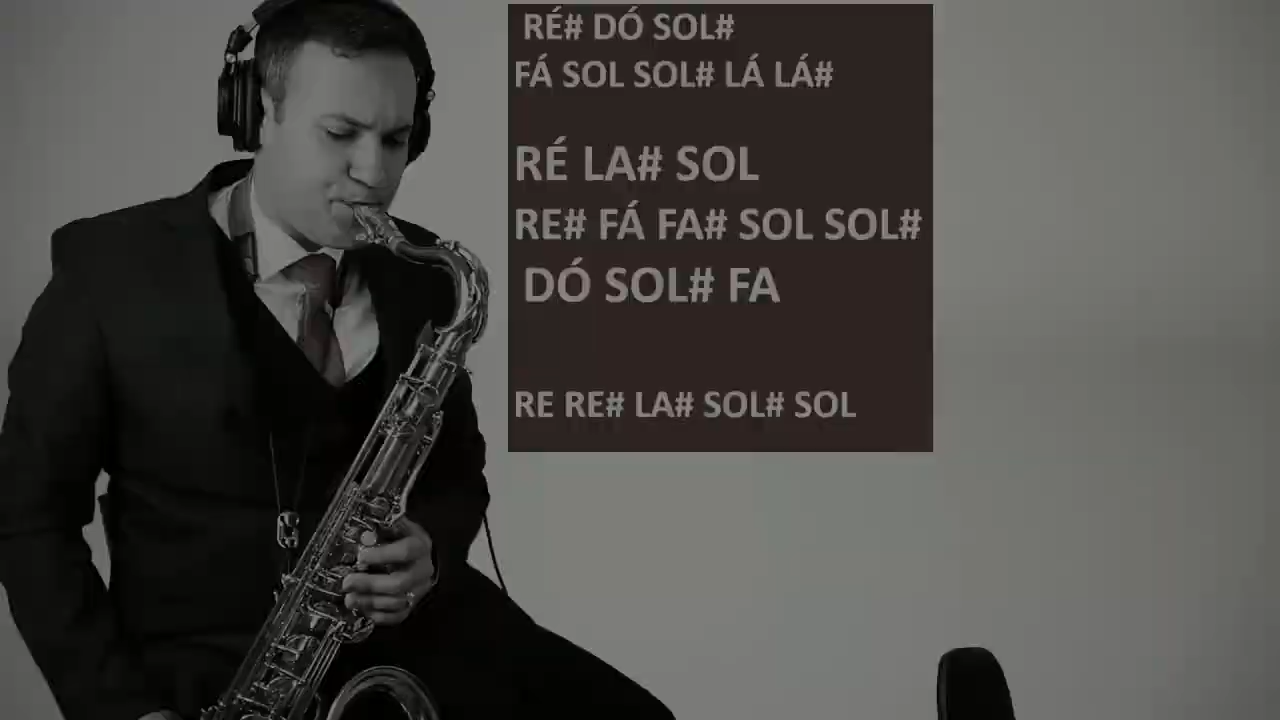 RÉ# DÓ SOL#
FÁ SOL SOL# LÁ LÁ#
RÉ LA# SOL
RE# FÁ FA# SOL SOL#
DÓ SOL# FA
RE RE# LA# SOL# SOL